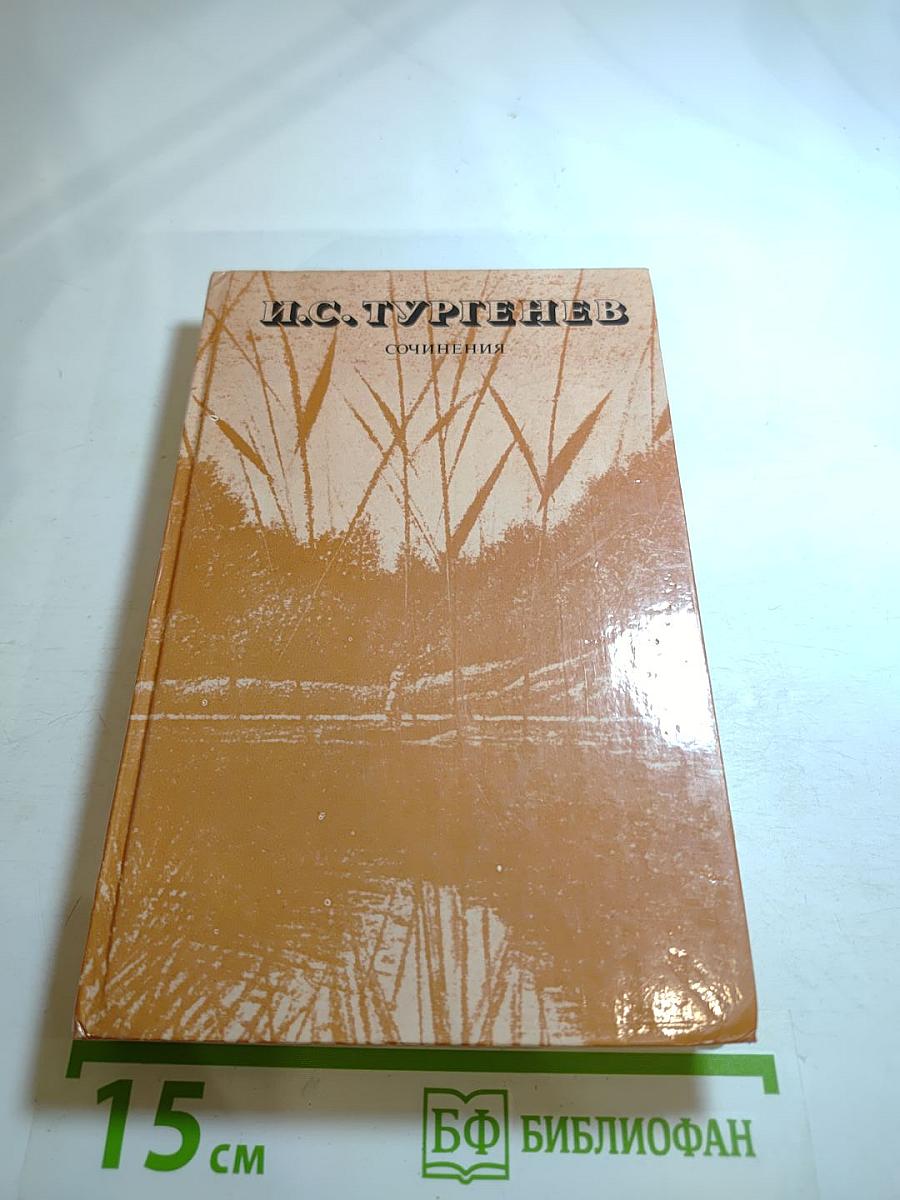 И.С. ТУРГЕНЕВ
СОЧИНЕНИЯ
15 см
БФ БИБЛИОФАН